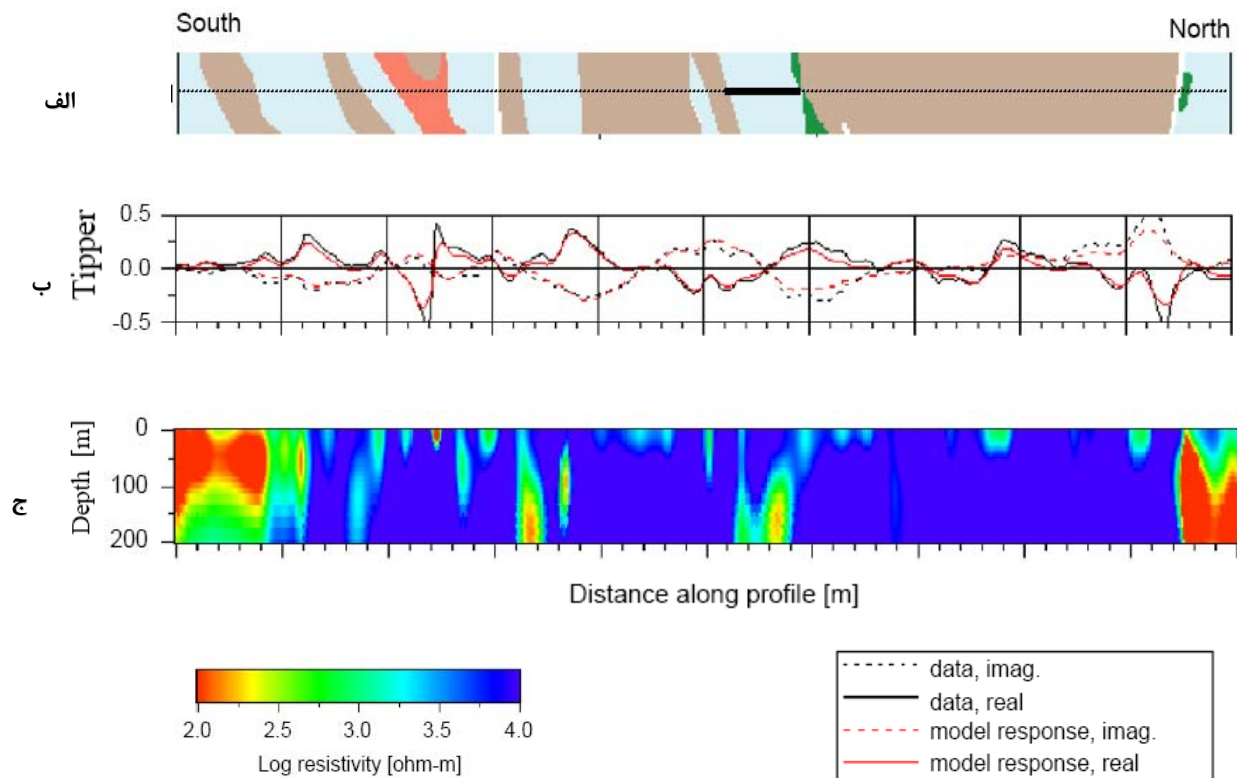 South
North
الف
0.5
0.0
-0.5
Tipper
ب
0
100
200
Depth [m]
ج
Distance along profile [m]
2.0 2.5 3.0 3.5 4.0
Log resistivity [ohm-m]
data, imag.
data, real
model response, imag.
model response, real